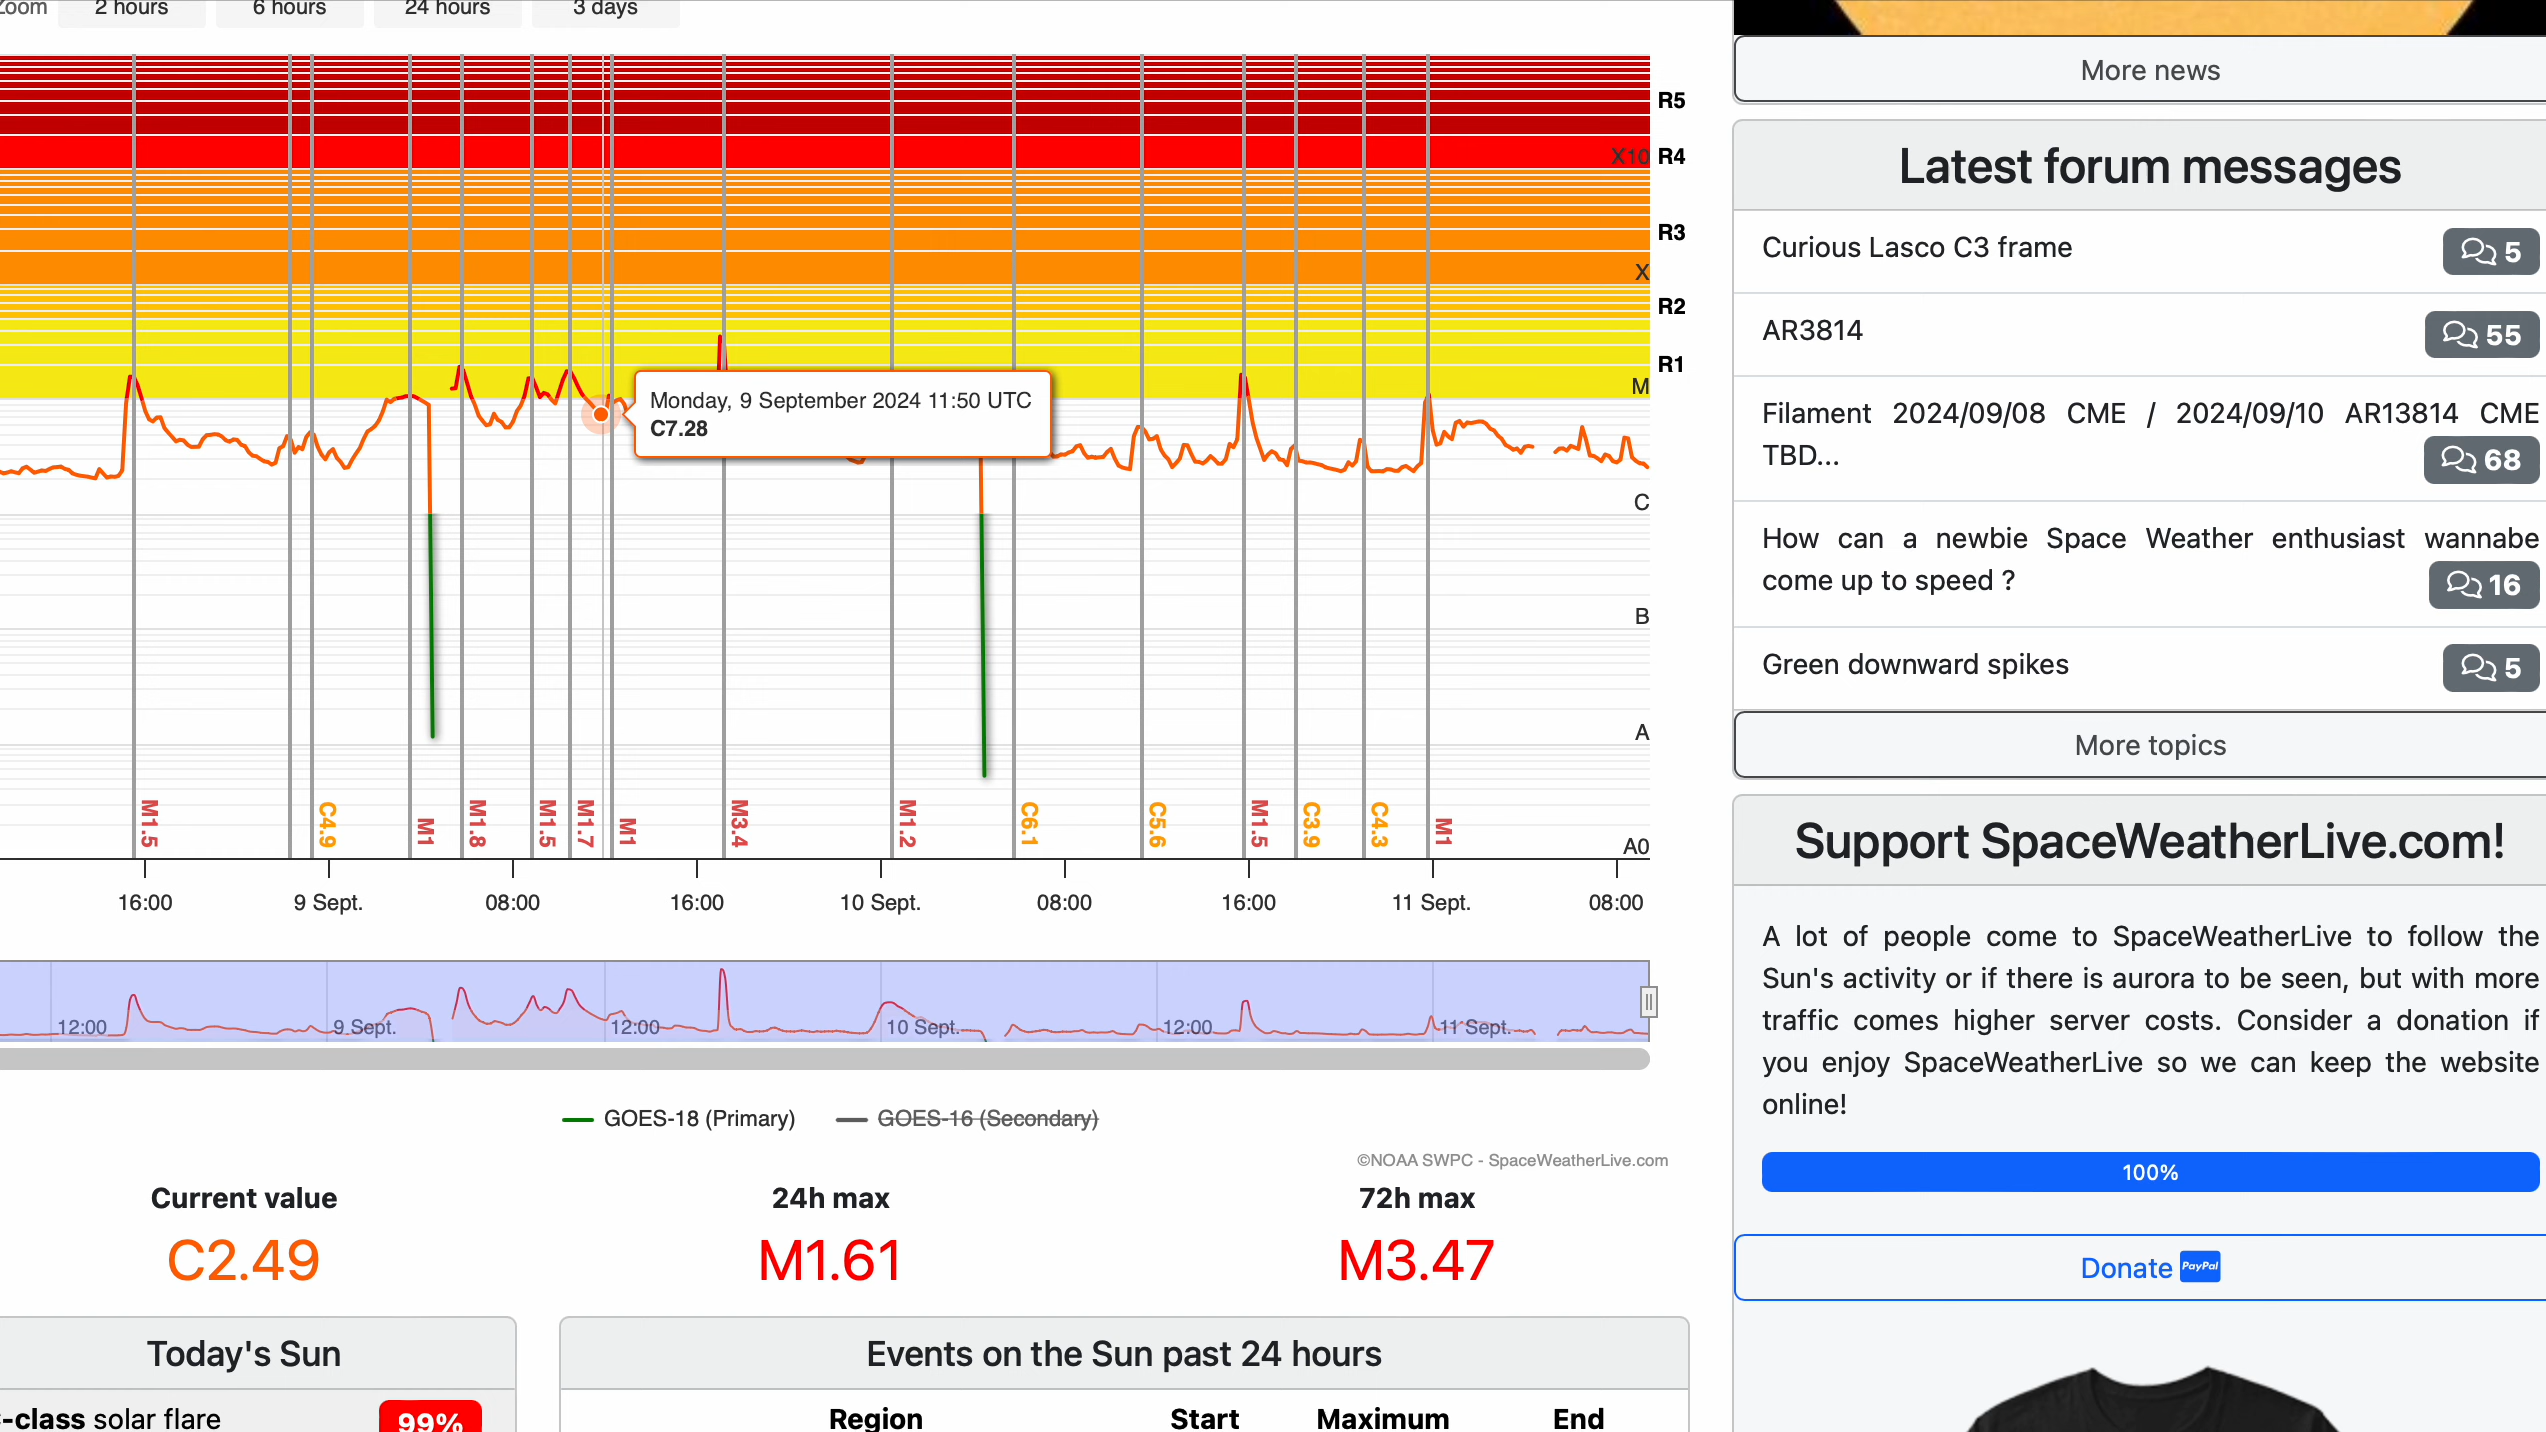 Zoom 2 hours 6 hours 24 hours 3 days
R5
X10 R4
R3
X
R2
R1
M
Monday, 9 September 2024 11:50 UTC
C7.28
C
B
A
A0
M1.5
C4.9
M1
M1.8
M1.5
M1.7
M1
M3.4
M1.2
C6.1
C5.6
M1.5
C3.9
C4.3
M1
16:00 9 Sept. 08:00 16:00 10 Sept. 08:00 16:00 11 Sept. 08:00
12:00 9 Sept. 12:00 10 Sept. 12:00 11 Sept.
GOES-18 (Primary) GOES-16 (Secondary)
©NOAA SWPC - SpaceWeatherLive.com
Current value 24h max 72h max
C2.49 M1.61 M3.47
Today's Sun
-class solar flare 99%
Events on the Sun past 24 hours
Region Start Maximum End
More news
Latest forum messages
Curious Lasco C3 frame 5
AR3814 55
Filament 2024/09/08 CME / 2024/09/10 AR13814 CME
TBD... 68
How can a newbie Space Weather enthusiast wannabe
come up to speed ? 16
Green downward spikes 5
More topics
Support SpaceWeatherLive.com!
A lot of people come to SpaceWeatherLive to follow the
Sun's activity or if there is aurora to be seen, but with more
traffic comes higher server costs. Consider a donation if
you enjoy SpaceWeatherLive so we can keep the website
online!
100%
Donate PayPal